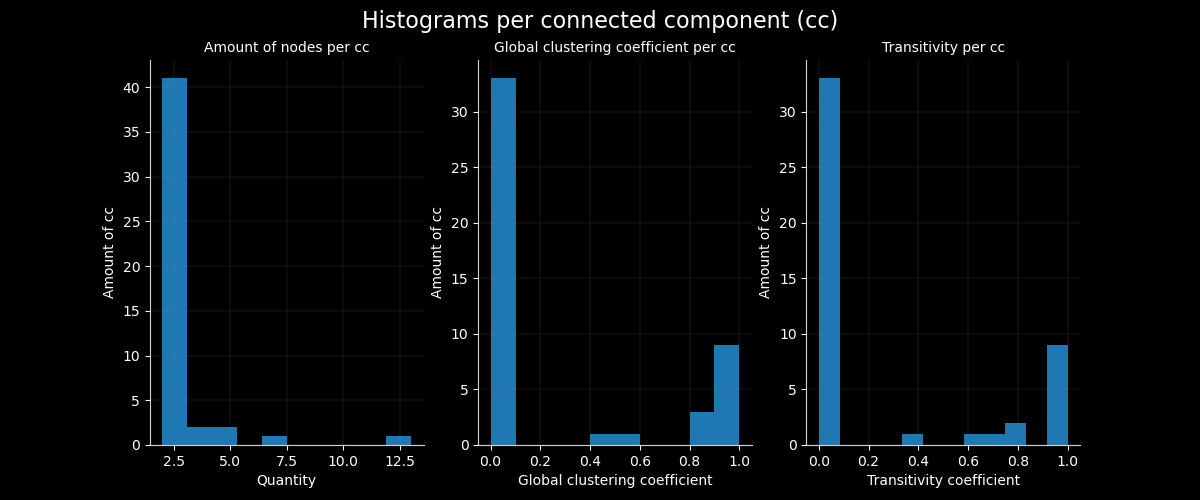 Histograms per connected component (cc)
Amount of nodes per cc
Amount of cc
40
35
30
25
20
15
10
5
0
2.5 5.0 7.5 10.0 12.5
Quantity
Global clustering coefficient per cc
Amount of cc
30
25
20
15
10
5
0
0.0 0.2 0.4 0.6 0.8 1.0
Global clustering coefficient
Transitivity per cc
Amount of cc
30
25
20
15
10
5
0
0.0 0.2 0.4 0.6 0.8 1.0
Transitivity coefficient